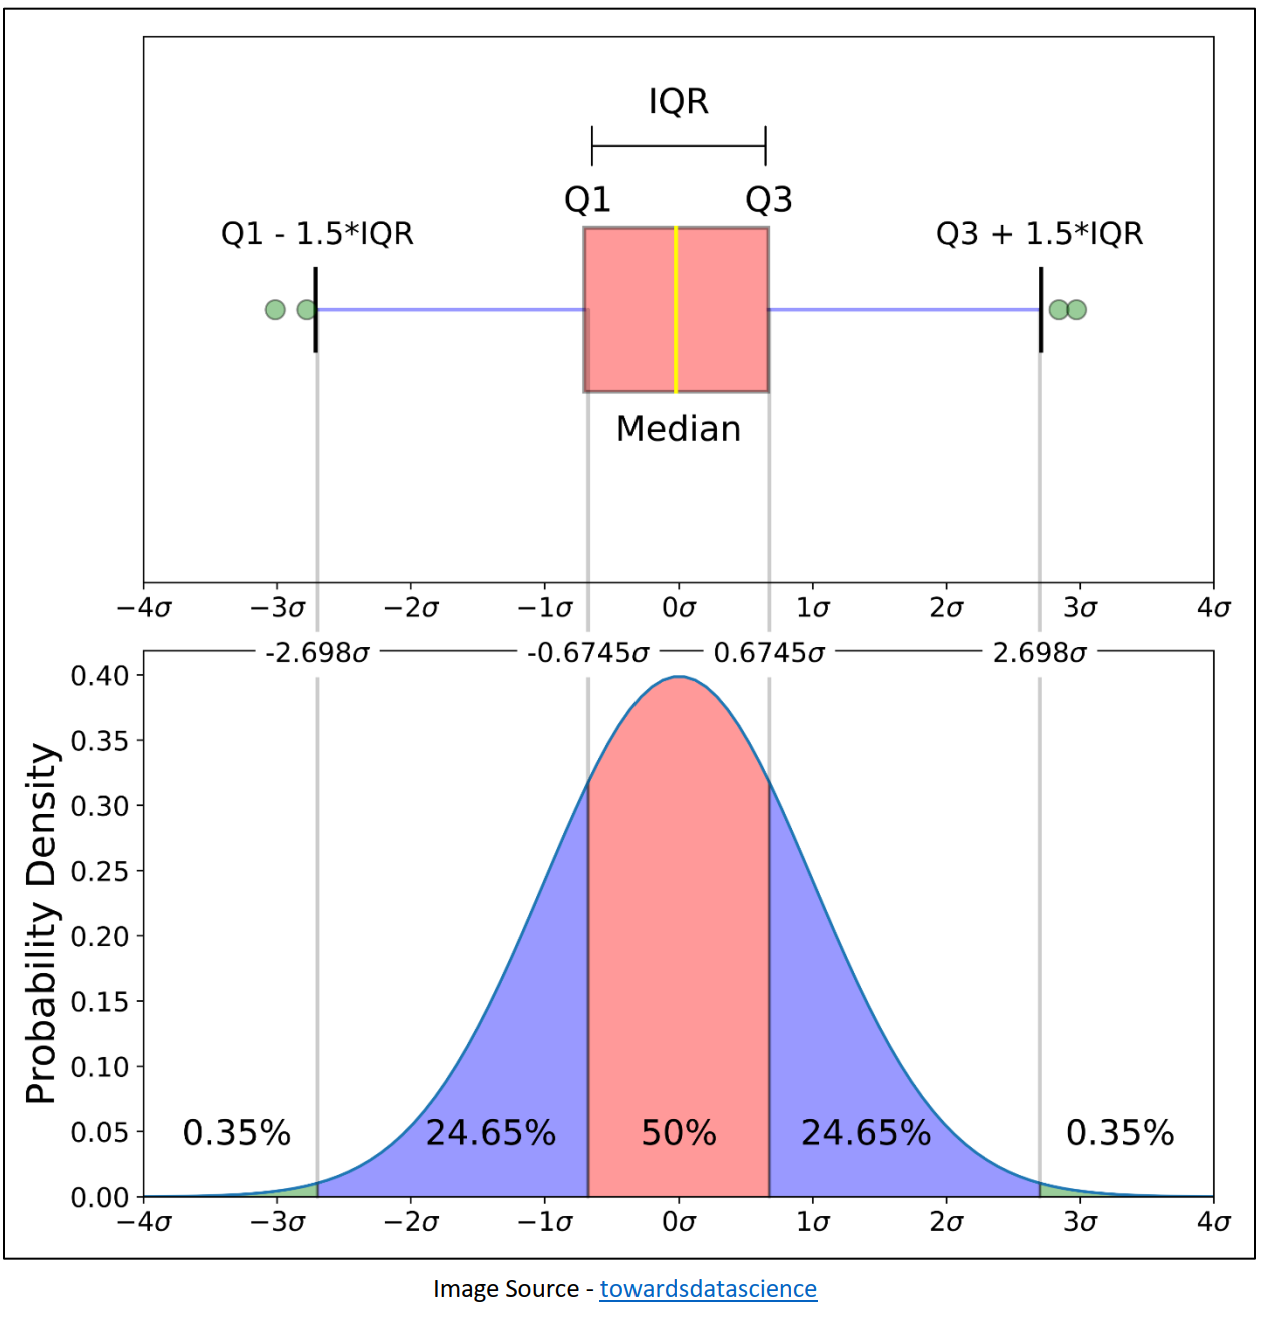 IQR
Q1 Q3
Q1 - 1.5*IQR Q3 + 1.5*IQR
Median
−4σ −3σ −2σ −1σ 0σ 1σ 2σ 3σ 4σ
-2.698σ -0.6745σ 0.6745σ 2.698σ
0.40
0.35
0.30
0.25
0.20
0.15
0.10
0.05
0.00
Probability Density
0.35% 24.65% 50% 24.65% 0.35%
−4σ −3σ −2σ −1σ 0σ 1σ 2σ 3σ 4σ
Image Source - towardsdatascience